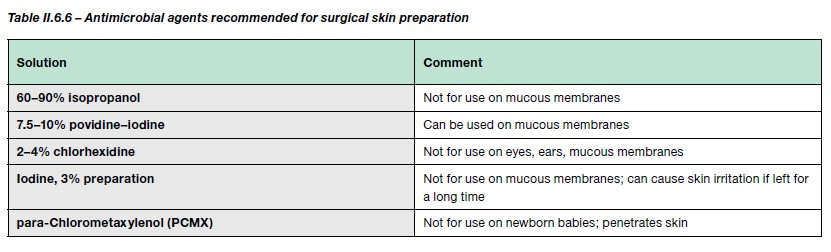 Table II.6.6 – Antimicrobial agents recommended for surgical skin preparation
Solution
Comment
60–90% isopropanol
Not for use on mucous membranes
7.5–10% povidine–iodine
Can be used on mucous membranes
2–4% chlorhexidine
Not for use on eyes, ears, mucous membranes
Iodine, 3% preparation
Not for use on mucous membranes; can cause skin irritation if left for
a long time
para-Chlorometaxylenol (PCMX)
Not for use on newborn babies; penetrates skin